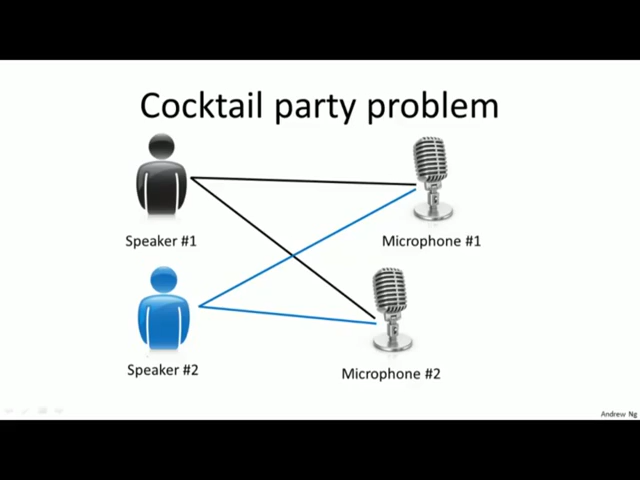 Cocktail party problem
Speaker #1
Microphone #1
Speaker #2
Microphone #2
Andrew Ng